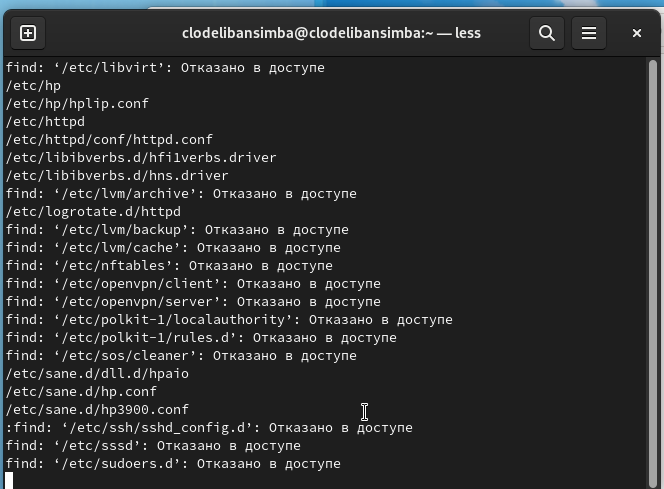 clodelibansimba@clodelibansimba:~ — less
find: ‘/etc/libvirt’: Отказано в доступе
/etc/hp
/etc/hp/hplip.conf
/etc/httpd
/etc/httpd/conf/httpd.conf
/etc/libibverbs.d/hfi1verbs.driver
/etc/libibverbs.d/hns.driver
find: ‘/etc/lvm/archive’: Отказано в доступе
/etc/logrotate.d/httpd
find: ‘/etc/lvm/backup’: Отказано в доступе
find: ‘/etc/lvm/cache’: Отказано в доступе
find: ‘/etc/nftables’: Отказано в доступе
find: ‘/etc/openvpn/client’: Отказано в доступе
find: ‘/etc/openvpn/server’: Отказано в доступе
find: ‘/etc/polkit-1/localauthority’: Отказано в доступе
find: ‘/etc/polkit-1/rules.d’: Отказано в доступе
find: ‘/etc/sos/cleaner’: Отказано в доступе
/etc/sane.d/dll.d/hpaio
/etc/sane.d/hp.conf
/etc/sane.d/hp3900.conf
:find: ‘/etc/ssh/sshd_config.d’: Отказано в доступе
find: ‘/etc/sssd’: Отказано в доступе
find: ‘/etc/sudoers.d’: Отказано в доступе